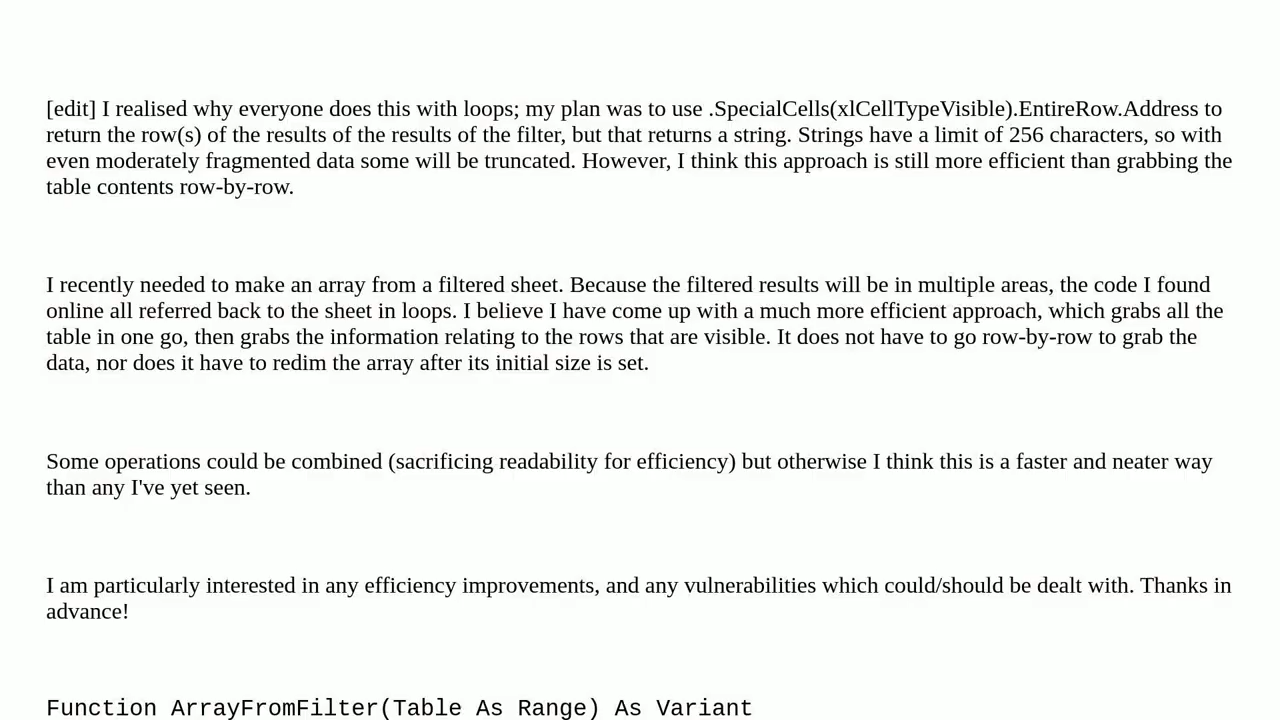 [edit] I realised why everyone does this with loops; my plan was to use .SpecialCells(xlCellTypeVisible).EntireRow.Address to
return the row(s) of the results of the results of the filter, but that returns a string. Strings have a limit of 256 characters, so with
even moderately fragmented data some will be truncated. However, I think this approach is still more efficient than grabbing the
table contents row-by-row.
I recently needed to make an array from a filtered sheet. Because the filtered results will be in multiple areas, the code I found
online all referred back to the sheet in loops. I believe I have come up with a much more efficient approach, which grabs all the
table in one go, then grabs the information relating to the rows that are visible. It does not have to go row-by-row to grab the
data, nor does it have to redim the array after its initial size is set.
Some operations could be combined (sacrificing readability for efficiency) but otherwise I think this is a faster and neater way
than any I've yet seen.
I am particularly interested in any efficiency improvements, and any vulnerabilities which could/should be dealt with. Thanks in
advance!
Function ArrayFromFilter(Table As Range) As Variant